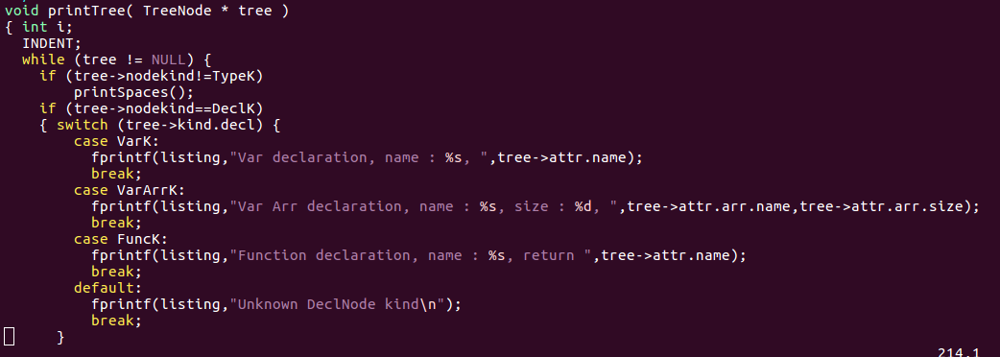 void printTree( TreeNode * tree )
{ int i;
  INDENT;
  while (tree != NULL) {
    if (tree->nodekind!=TypeK)
        printSpaces();
    if (tree->nodekind==DeclK)
    { switch (tree->kind.decl) {
        case VarK:
          fprintf(listing,"Var declaration, name : %s, ",tree->attr.name);
          break;
        case VarArrK:
          fprintf(listing,"Var Arr declaration, name : %s, size : %d, ",tree->attr.arr.name,tree->attr.arr.size);
          break;
        case FuncK:
          fprintf(listing,"Function declaration, name : %s, return ",tree->attr.name);
          break;
        default:
          fprintf(listing,"Unknown DeclNode kind\n");
          break;
      }
214,1